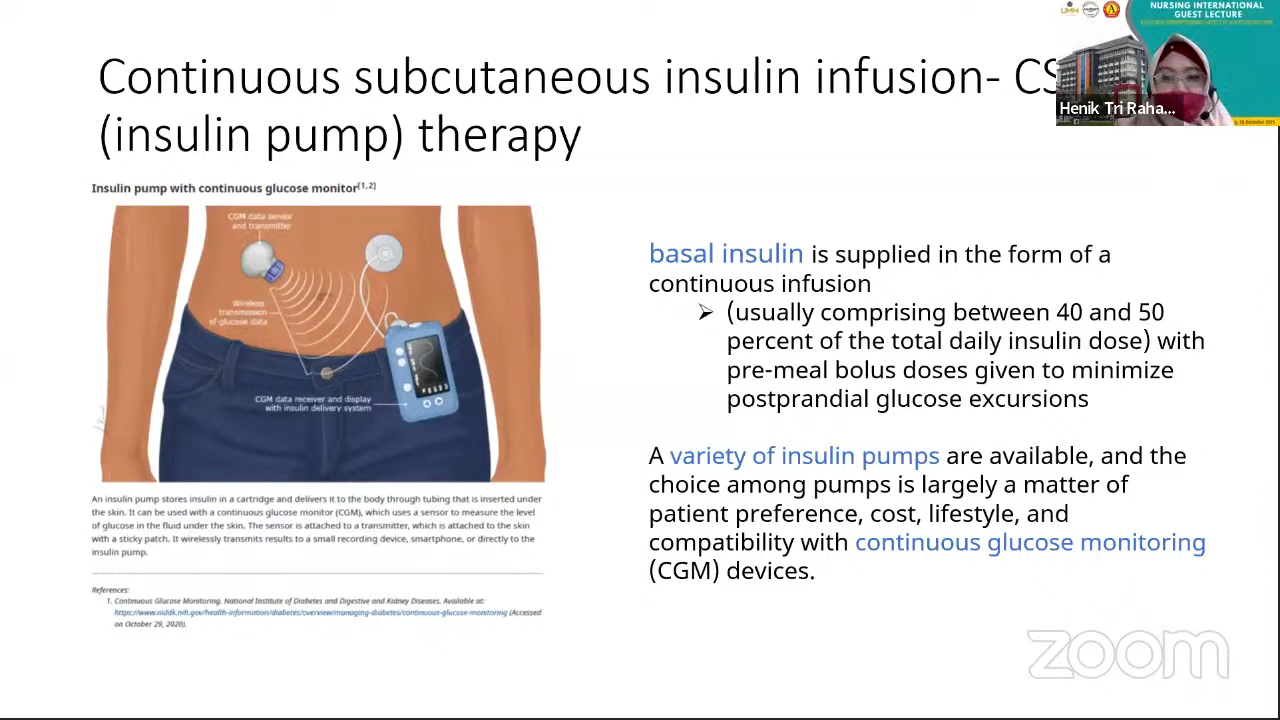 NURSING INTERNATIONAL
GUEST LECTURE
Continuous subcutaneous insulin infusion- CS
(insulin pump) therapy
Henik Tri Raha...
Insulin pump with continuous glucose monitor[1,2]
CGM data sensor
and transmitter
Wireless
transmission
of glucose data
CGM data receiver and display
with insulin delivery system
An insulin pump stores insulin in a cartridge and delivers it to the body through tubing that is inserted under
the skin. It can be used with a continuous glucose monitor (CGM), which uses a sensor to measure the level
of glucose in the fluid under the skin. The sensor is attached to a transmitter, which is attached to the skin
with a sticky patch. It wirelessly transmits results to a small recording device, smartphone, or directly to the
insulin pump.
References:
1. Continuous Glucose Monitoring. National Institute of Diabetes and Digestive and Kidney Diseases. Available at:
https://www.niddk.nih.gov/health-information/diabetes/overview/managing-diabetes/continuous-glucose-monitoring (Accessed
on October 29, 2020).
basal insulin is supplied in the form of a
continuous infusion
➢ (usually comprising between 40 and 50
percent of the total daily insulin dose) with
pre-meal bolus doses given to minimize
postprandial glucose excursions
A variety of insulin pumps are available, and the
choice among pumps is largely a matter of
patient preference, cost, lifestyle, and
compatibility with continuous glucose monitoring
(CGM) devices.
zoom